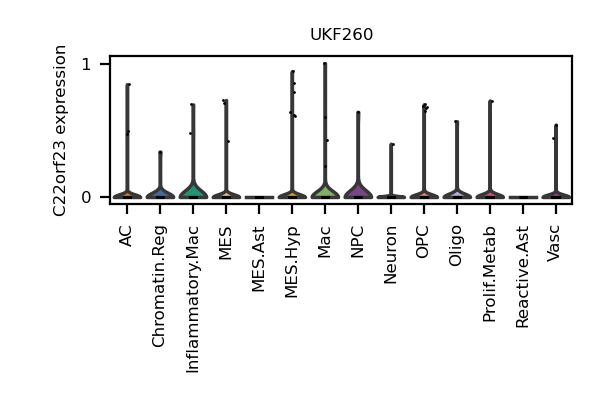 UKF260
C22orf23 expression
1
0
AC
Chromatin.Reg
Inflammatory.Mac
MES
MES.Ast
MES.Hyp
Mac
NPC
Neuron
OPC
Oligo
Prolif.Metab
Reactive.Ast
Vasc